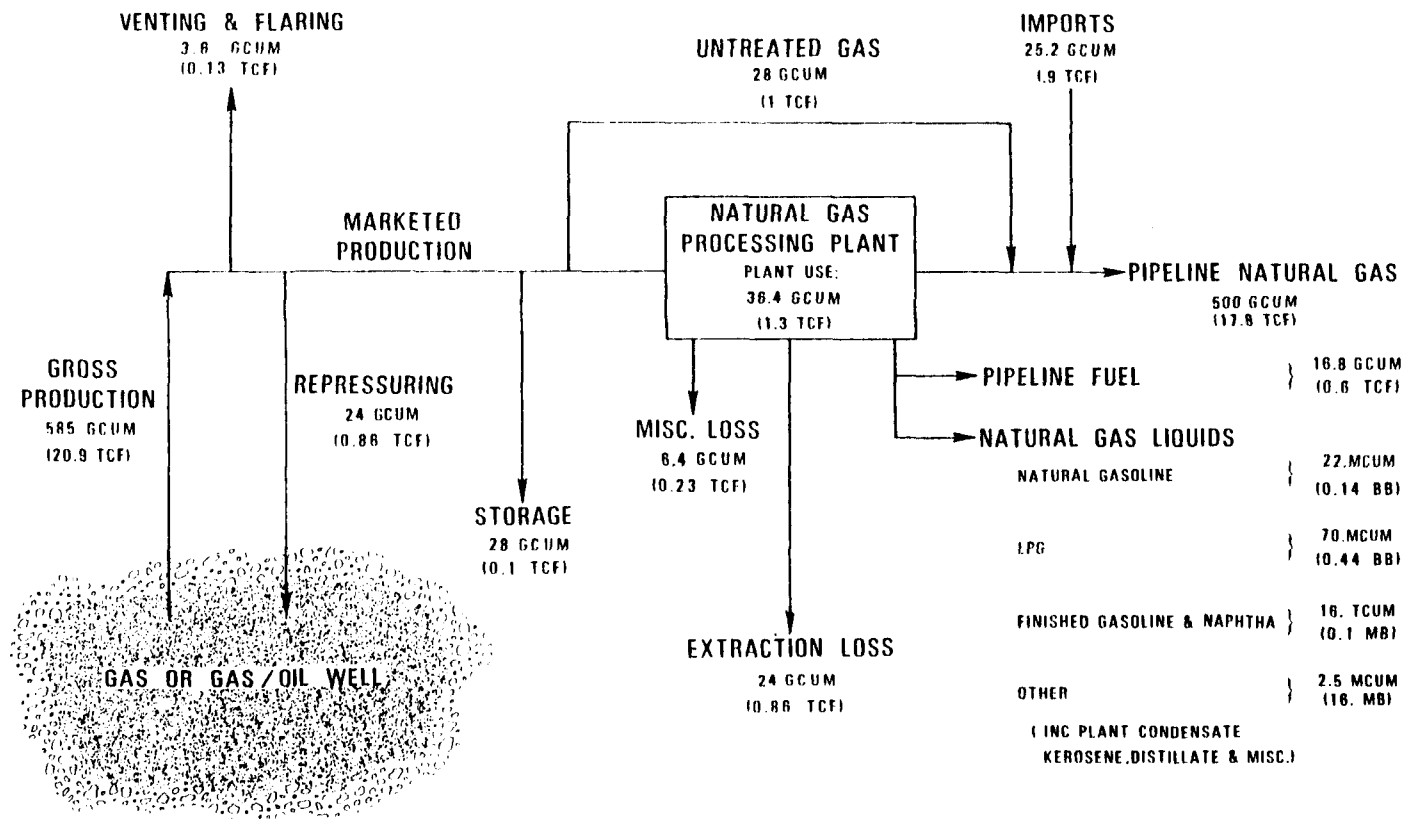 VENTING & FLARING
3.6 GCUM
(0.13 TCF)
UNTREATED GAS
28 GCUM
(1 TCF)
IMPORTS
25.2 GCUM
(.9 TCF)
MARKETED
PRODUCTION
NATURAL GAS
PROCESSING PLANT
PLANT USE:
36.4 GCUM
(1.3 TCF)
PIPELINE NATURAL GAS
500 GCUM
(17.8 TCF)
GROSS
PRODUCTION
585 GCUM
(20.9 TCF)
REPRESSURING
24 GCUM
(0.86 TCF)
STORAGE
28 GCUM
(0.1 TCF)
MISC. LOSS
6.4 GCUM
(0.23 TCF)
EXTRACTION LOSS
24 GCUM
(0.86 TCF)
PIPELINE FUEL } 16.8 GCUM
(0.6 TCF)
NATURAL GAS LIQUIDS
NATURAL GASOLINE } 22.MCUM
(0.14 BB)
LPG } 70.MCUM
(0.44 BB)
FINISHED GASOLINE & NAPHTHA } 16. TCUM
(0.1 MB)
OTHER } 2.5 MCUM
(16. MB)
( INC PLANT CONDENSATE
KEROSENE,DISTILLATE & MISC.)
GAS OR GAS/OIL WELL